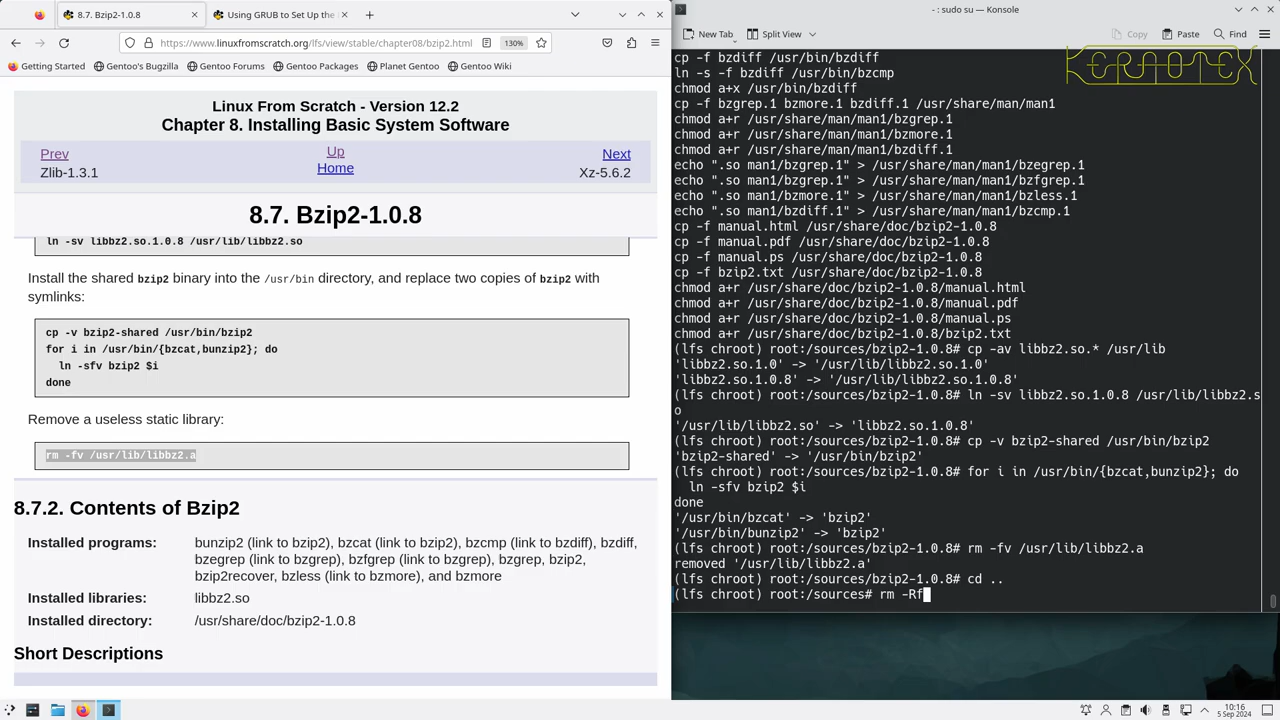 8.7. Bzip2-1.0.8
Using GRUB to Set Up the
https://www.linuxfromscratch.org/lfs/view/stable/chapter08/bzip2.html
130%
Getting Started
Gentoo's Bugzilla
Gentoo Forums
Gentoo Packages
Planet Gentoo
Gentoo Wiki
Linux From Scratch - Version 12.2
Chapter 8. Installing Basic System Software
Prev
Up
Next
Zlib-1.3.1
Home
Xz-5.6.2
8.7. Bzip2-1.0.8
ln -sv libbz2.so.1.0.8 /usr/lib/libbz2.so
Install the shared bzip2 binary into the /usr/bin directory, and replace two copies of bzip2 with
symlinks:
cp -v bzip2-shared /usr/bin/bzip2
for i in /usr/bin/{bzcat,bunzip2}; do
ln -sfv bzip2 $i
done
Remove a useless static library:
rm -fv /usr/lib/libbz2.a
8.7.2. Contents of Bzip2
Installed programs:
bunzip2 (link to bzip2), bzcat (link to bzip2), bzcmp (link to bzdiff), bzdiff,
bzegrep (link to bzgrep), bzfgrep (link to bzgrep), bzgrep, bzip2,
bzip2recover, bzless (link to bzmore), and bzmore
Installed libraries:
libbz2.so
Installed directory:
/usr/share/doc/bzip2-1.0.8
Short Descriptions
- : sudo su — Konsole
New Tab
Split View
Copy
Paste
Find
KERNOTEX
cp -f bzdiff /usr/bin/bzdiff
ln -s -f bzdiff /usr/bin/bzcmp
chmod a+x /usr/bin/bzdiff
cp -f bzgrep.1 bzmore.1 bzdiff.1 /usr/share/man/man1
chmod a+r /usr/share/man/man1/bzgrep.1
chmod a+r /usr/share/man/man1/bzmore.1
chmod a+r /usr/share/man/man1/bzdiff.1
echo ".so man1/bzgrep.1" > /usr/share/man/man1/bzegrep.1
echo ".so man1/bzgrep.1" > /usr/share/man/man1/bzfgrep.1
echo ".so man1/bzmore.1" > /usr/share/man/man1/bzless.1
echo ".so man1/bzdiff.1" > /usr/share/man/man1/bzcmp.1
cp -f manual.html /usr/share/doc/bzip2-1.0.8
cp -f manual.pdf /usr/share/doc/bzip2-1.0.8
cp -f manual.ps /usr/share/doc/bzip2-1.0.8
cp -f bzip2.txt /usr/share/doc/bzip2-1.0.8
chmod a+r /usr/share/doc/bzip2-1.0.8/manual.html
chmod a+r /usr/share/doc/bzip2-1.0.8/manual.pdf
chmod a+r /usr/share/doc/bzip2-1.0.8/manual.ps
chmod a+r /usr/share/doc/bzip2-1.0.8/bzip2.txt
(lfs chroot) root:/sources/bzip2-1.0.8# cp -av libbz2.so.* /usr/lib
'libbz2.so.1.0' -> '/usr/lib/libbz2.so.1.0'
'libbz2.so.1.0.8' -> '/usr/lib/libbz2.so.1.0.8'
(lfs chroot) root:/sources/bzip2-1.0.8# ln -sv libbz2.so.1.0.8 /usr/lib/libbz2.s
o
'/usr/lib/libbz2.so' -> 'libbz2.so.1.0.8'
(lfs chroot) root:/sources/bzip2-1.0.8# cp -v bzip2-shared /usr/bin/bzip2
'bzip2-shared' -> '/usr/bin/bzip2'
(lfs chroot) root:/sources/bzip2-1.0.8# for i in /usr/bin/{bzcat,bunzip2}; do
ln -sfv bzip2 $i
done
'/usr/bin/bzcat' -> 'bzip2'
'/usr/bin/bunzip2' -> 'bzip2'
(lfs chroot) root:/sources/bzip2-1.0.8# rm -fv /usr/lib/libbz2.a
removed '/usr/lib/libbz2.a'
(lfs chroot) root:/sources/bzip2-1.0.8# cd ..
(lfs chroot) root:/sources# rm -Rf
10:16
5 Sep 2024